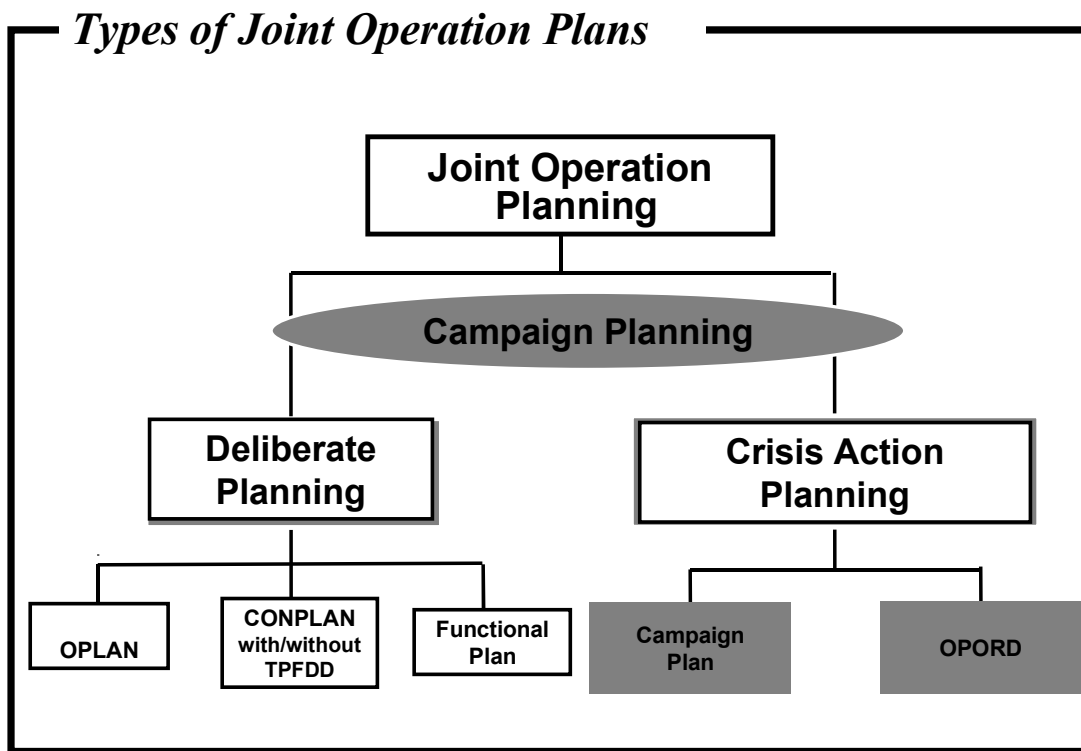 Types of Joint Operation Plans
Joint Operation
Planning
Campaign Planning
Deliberate
Planning
Crisis Action
Planning
OPLAN
CONPLAN
with/without
TPFDD
Functional
Plan
Campaign
Plan
OPORD